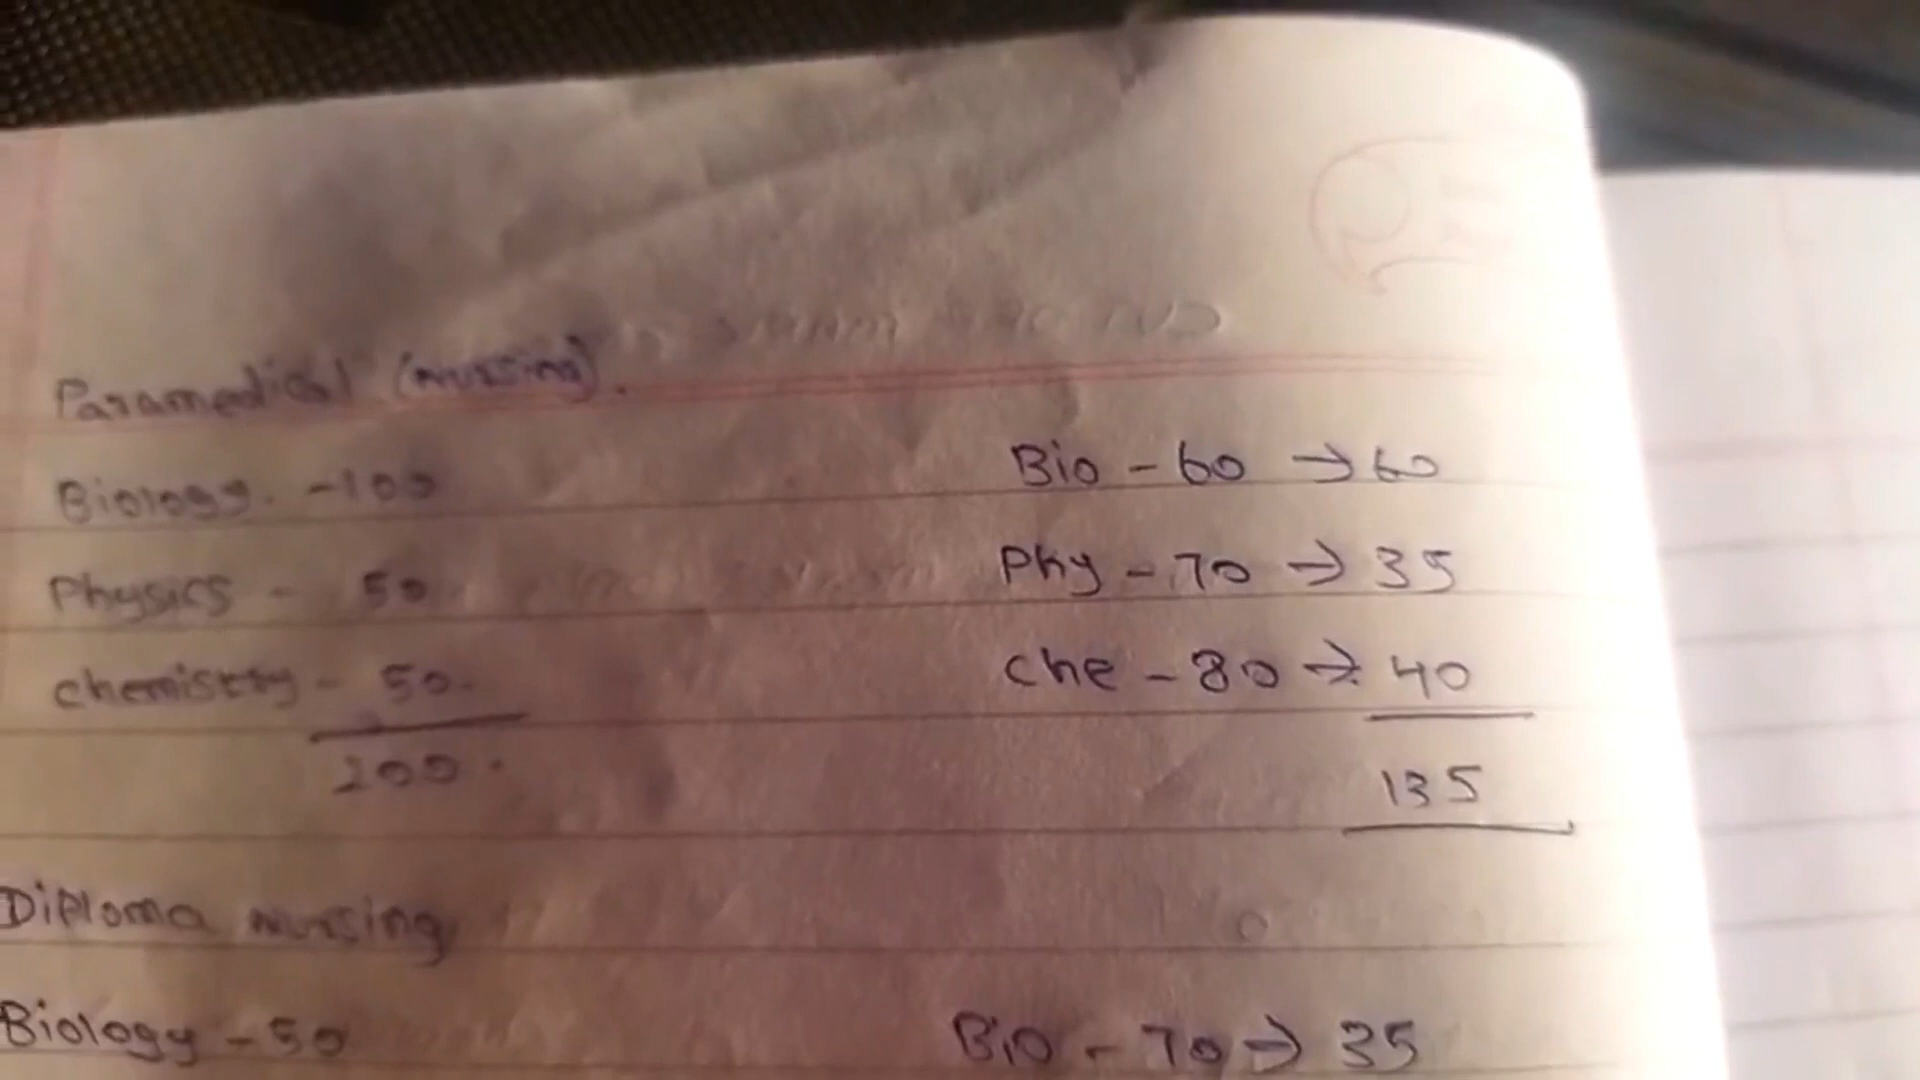 Paramedical (nursing).
Biology. -100
Bio - 60 → 60
Physics - 50
Phy - 70 → 35
chemistry - 50.
che - 80 → 40
200.
135
Diploma nursing
Biology - 50
Bio - 70 → 35